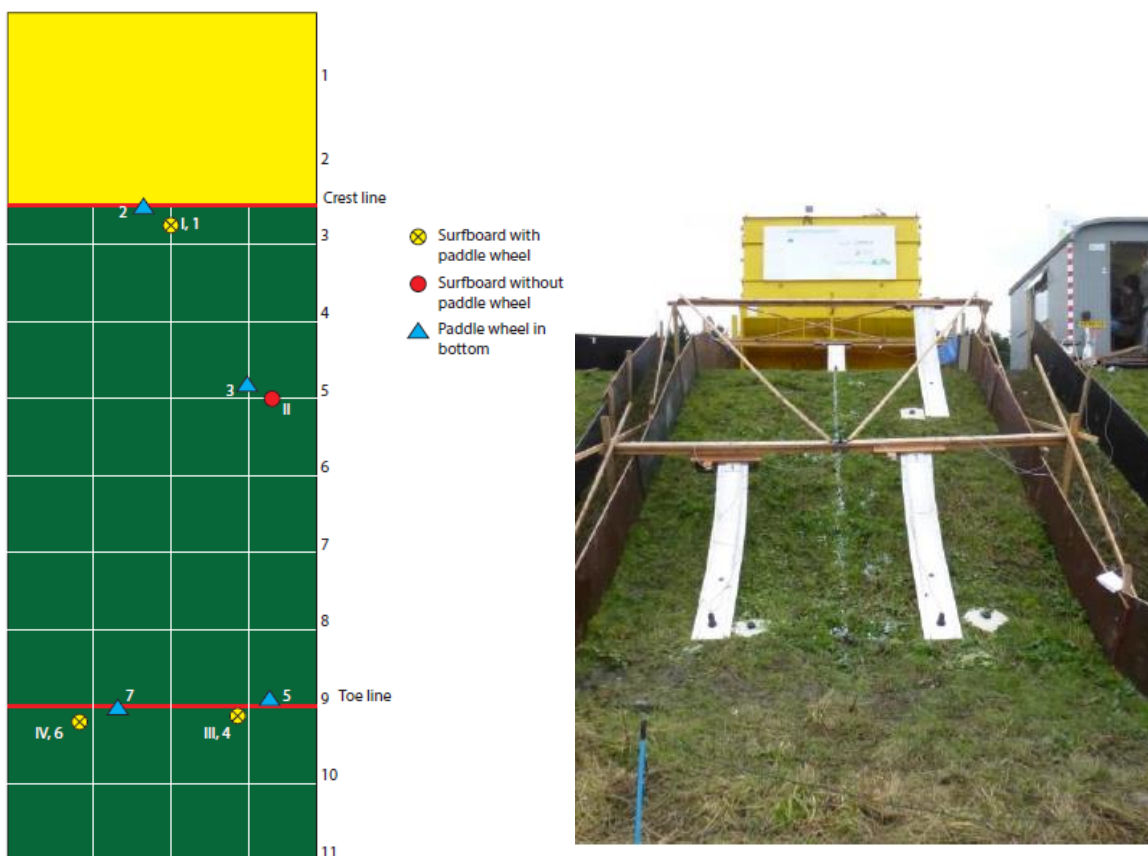 1
2
Crest line
2
I, 1
3
Surfboard with
paddle wheel
Surfboard without
paddle wheel
Paddle wheel in
bottom
4
3
5
II
6
7
8
7
5
9 Toe line
IV, 6
III, 4
10
11